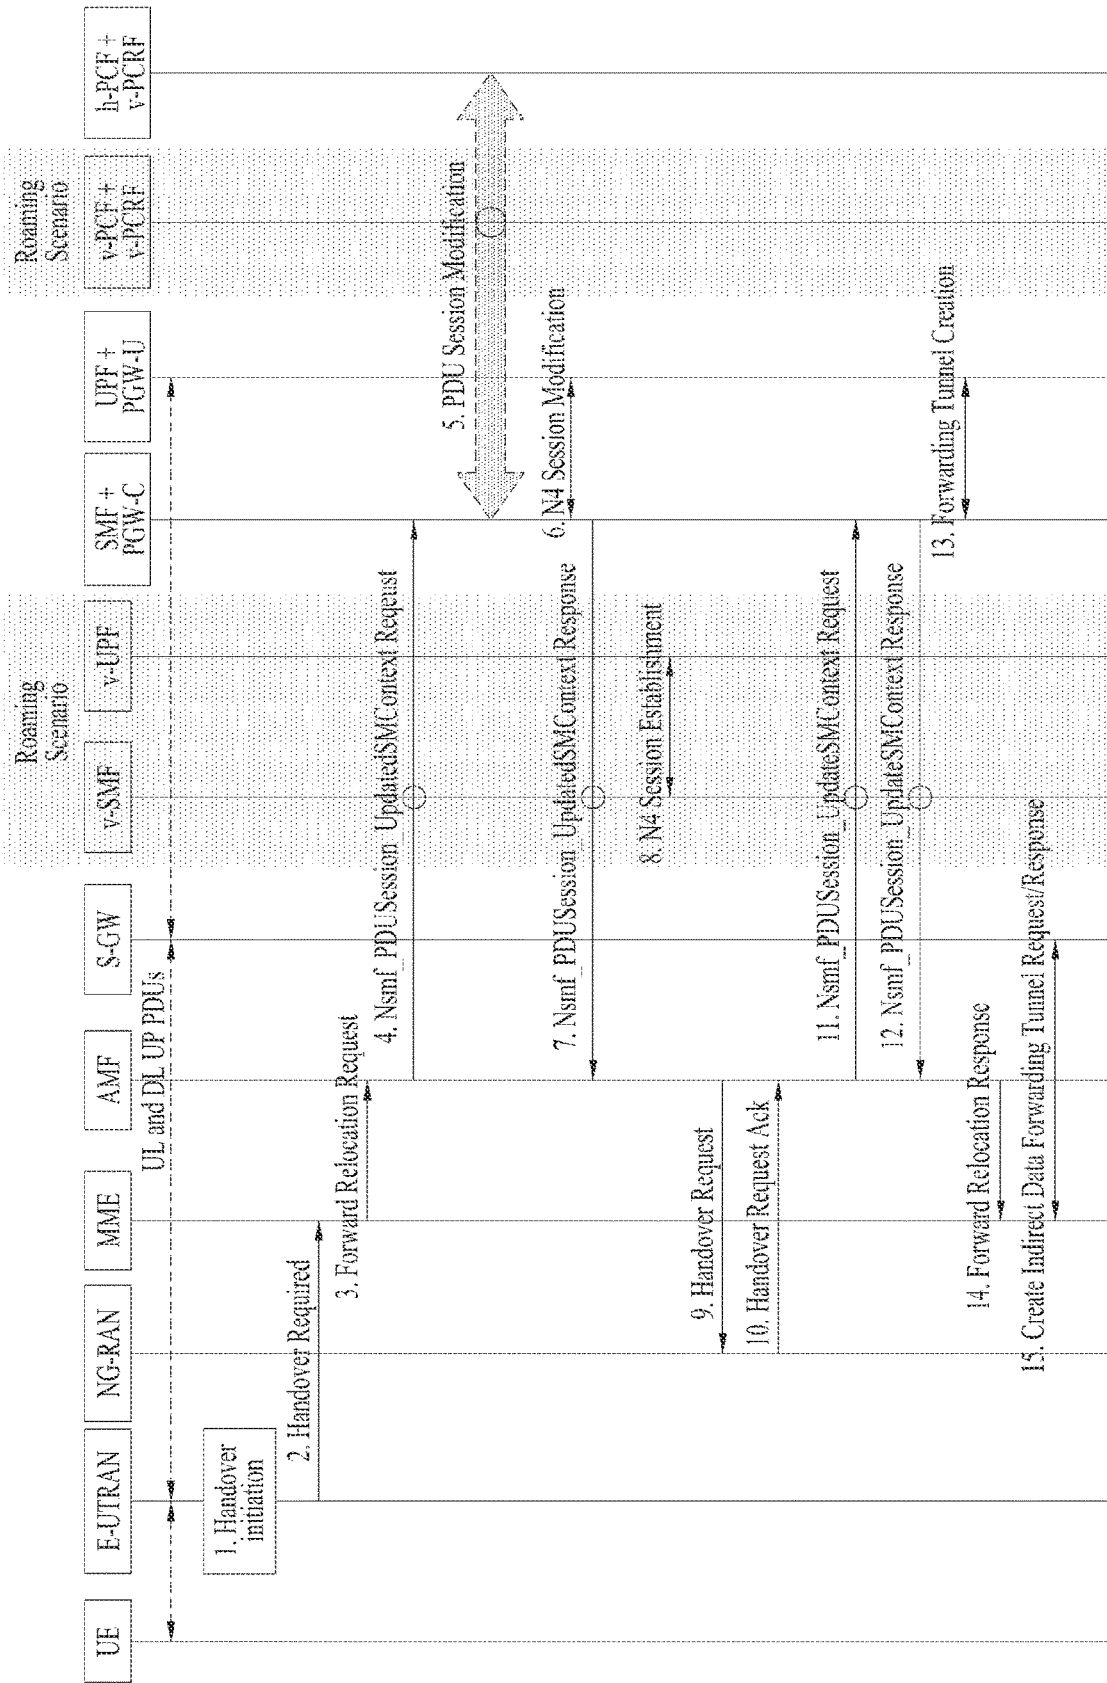 Roaming
Scenario
Roaming
Scenario
UE
E-UTRAN
NG-RAN
MME
AMF
S-GW
v-SMF
v-UPF
SMF +
PGW-C
UPF +
PGW-U
v-PCF +
v-PCRF
h-PCF +
v-PCRF
UL and DL UP PDUs
1. Handover
initiation
2. Handover Required
3. Forward Relocation Request
4. Nsmf_PDUSession_UpdatedSMContext Reqeust
5. PDU Session Modification
6. N4 Session Modification
7. Nsmf_PDUSession_UpdatedSMContext Response
8. N4 Session Establishment
9. Handover Request
10. Handover Request Ack
11. Nsmf_PDUSession_UpdateSMContext Request
12. Nsmf_PDUSession_UpdateSMContext Response
13. Forwarding Tunnel Creation
14. Forward Relocation Response
15. Create Indirect Data Forwarding Tunnel Request/Response